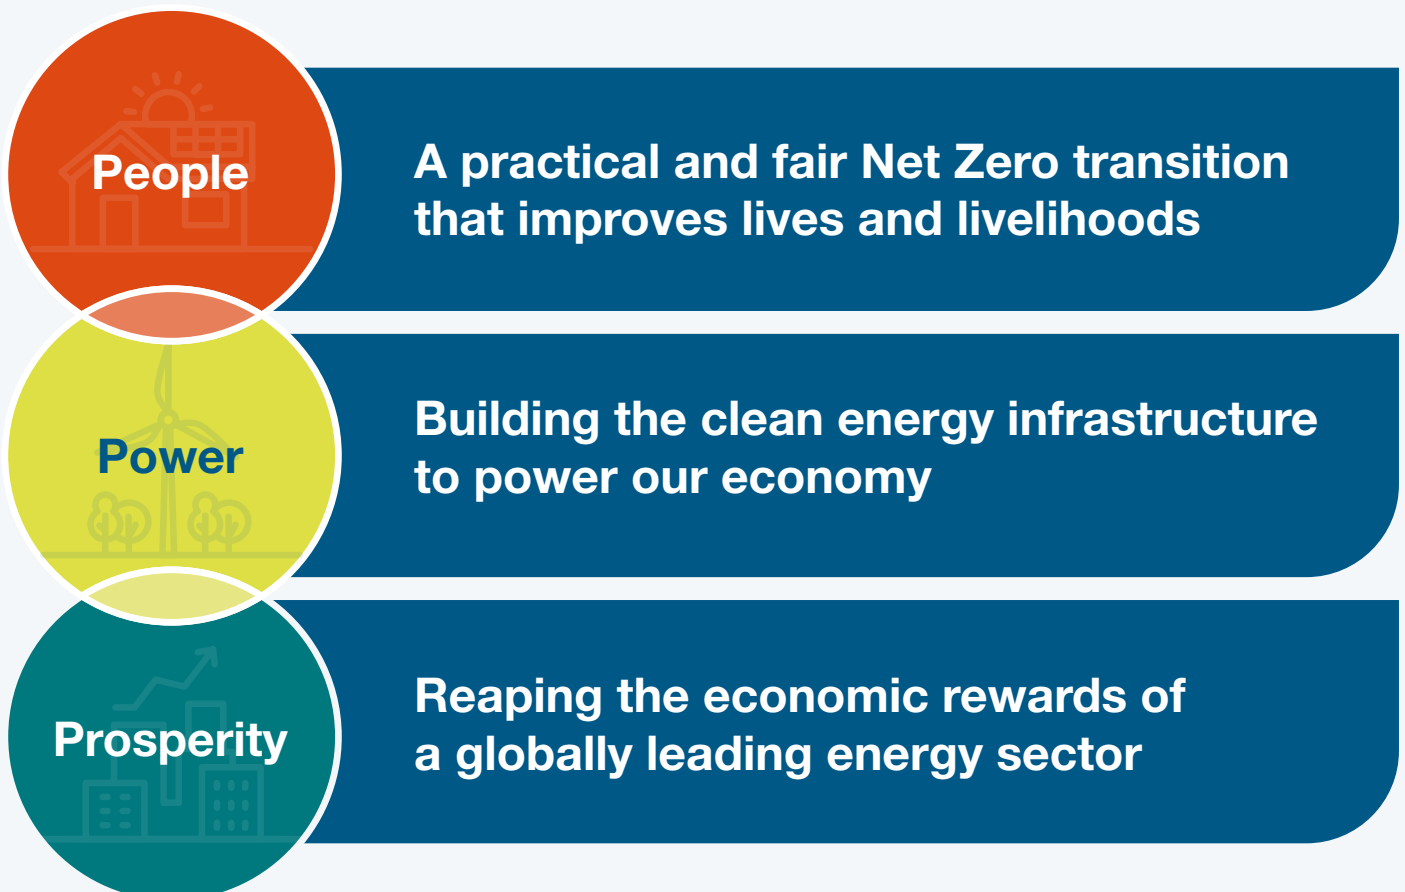 People
A practical and fair Net Zero transition
that improves lives and livelihoods
Power
Building the clean energy infrastructure
to power our economy
Prosperity
Reaping the economic rewards of
a globally leading energy sector